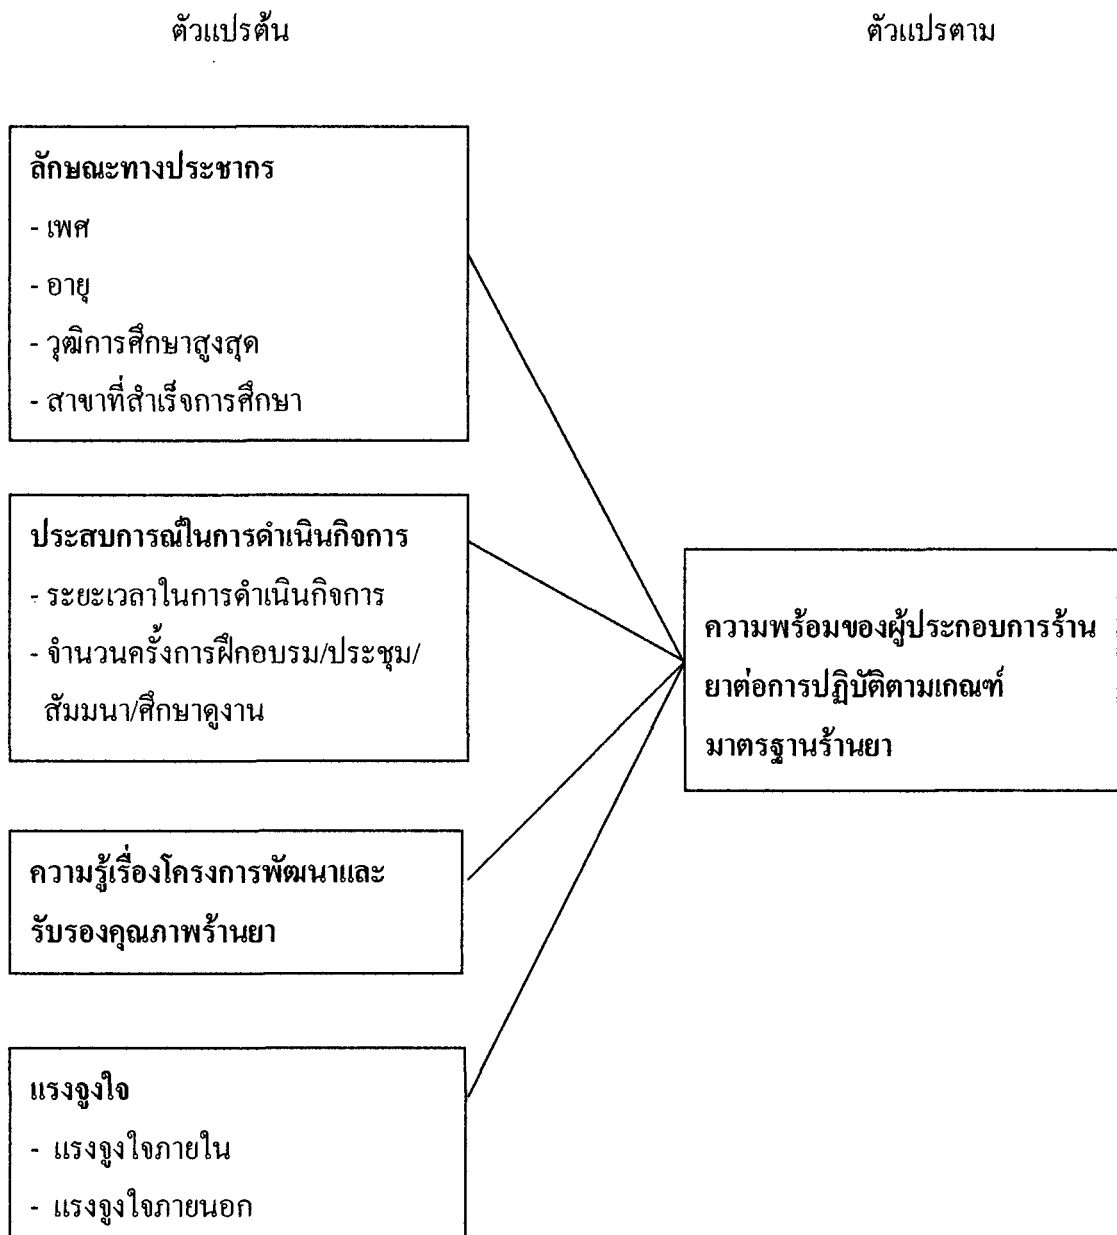 ตัวแปรต้น
ตัวแปรตาม
ลักษณะทางประชากร
- เพศ
- อายุ
- วุฒิการศึกษาสูงสุด
- สาขาที่สำเร็จการศึกษา
ประสบการณ์ในการดำเนินกิจการ
- ระยะเวลาในการดำเนินกิจการ
- จำนวนครั้งการฝึกอบรม/ประชุม/
สัมมนา/ศึกษาดูงาน
ความรู้เรื่องโครงการพัฒนาและ
รับรองคุณภาพร้านยา
แรงจูงใจ
- แรงจูงใจภายใน
- แรงจูงใจภายนอก
ความพร้อมของผู้ประกอบการร้าน
ยาต่อการปฏิบัติตามเกณฑ์
มาตรฐานร้านยา